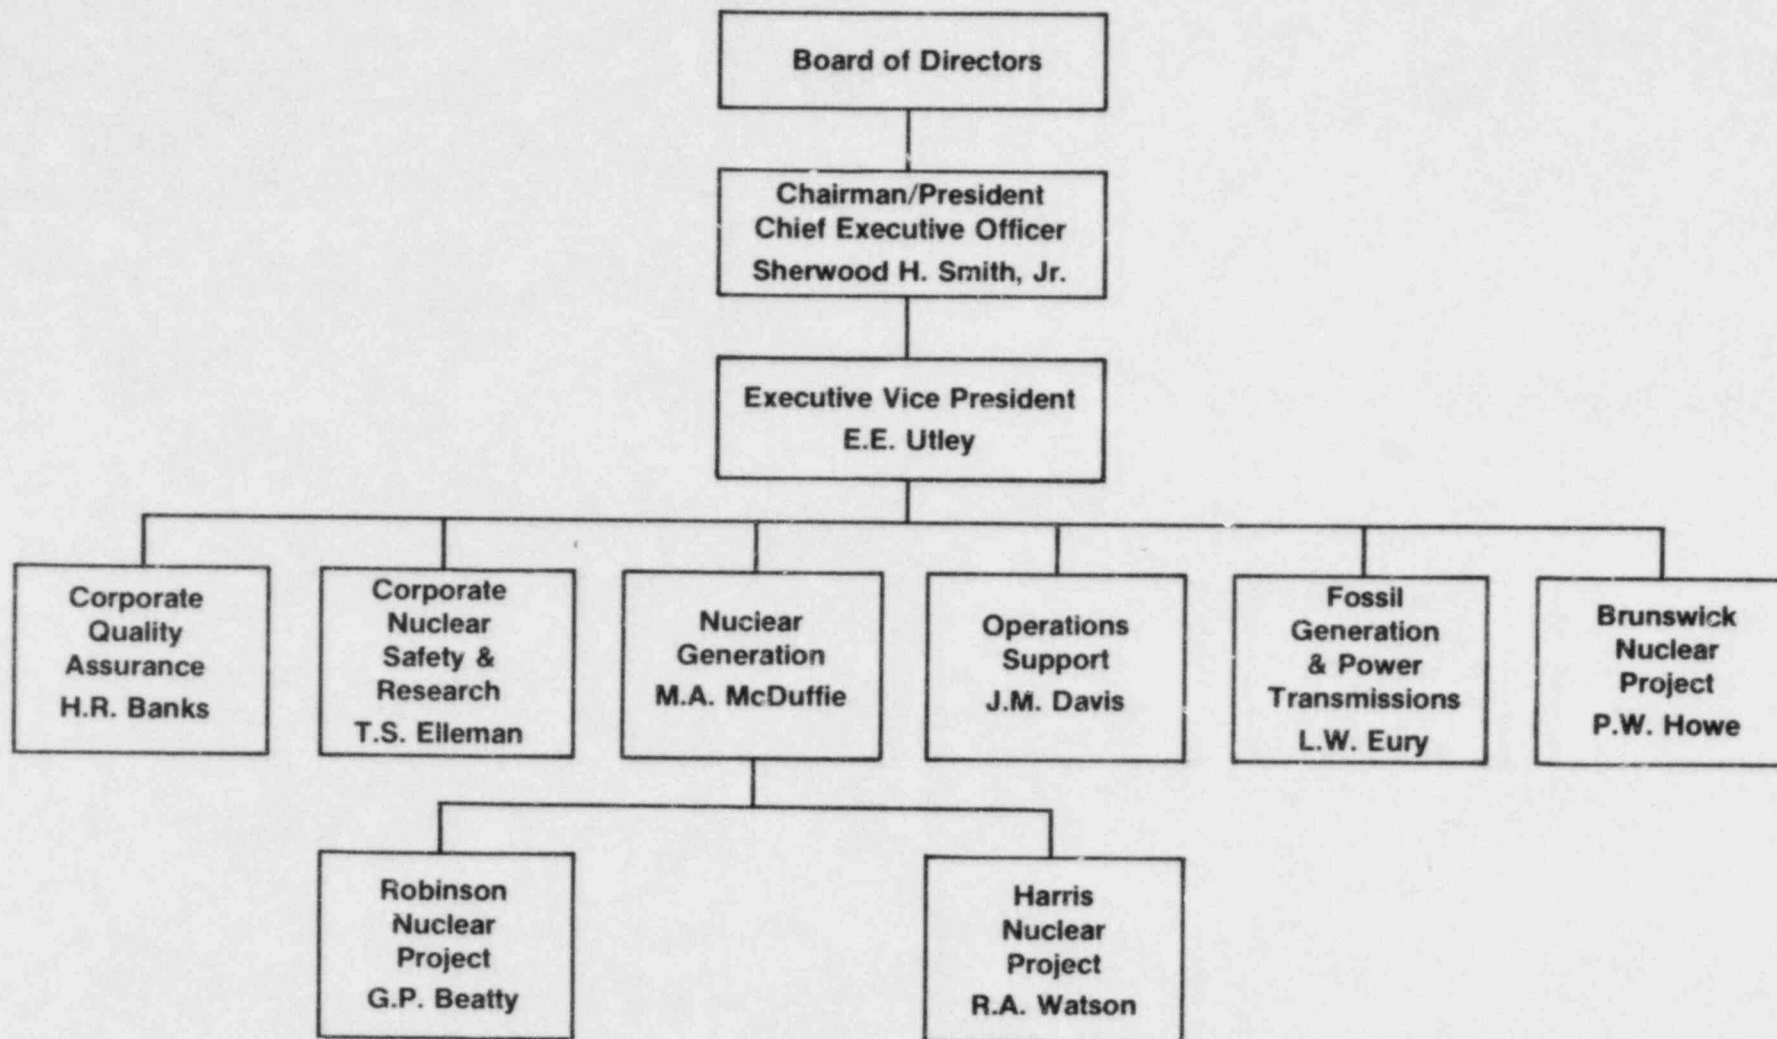 Board of Directors
Chairman/President
Chief Executive Officer
Sherwood H. Smith, Jr.
Executive Vice President
E.E. Utley
Corporate
Quality
Assurance
H.R. Banks
Corporate
Nuclear
Safety &
Research
T.S. Elleman
Nuclear
Generation
M.A. McDuffie
Operations
Support
J.M. Davis
Fossil
Generation
& Power
Transmissions
L.W. Eury
Brunswick
Nuclear
Project
P.W. Howe
Robinson
Nuclear
Project
G.P. Beatty
Harris
Nuclear
Project
R.A. Watson